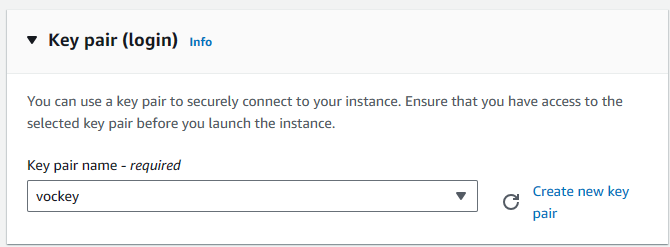 Key pair (login) Info
You can use a key pair to securely connect to your instance. Ensure that you have access to the
selected key pair before you launch the instance.
Key pair name - required
vockey
Create new key
pair